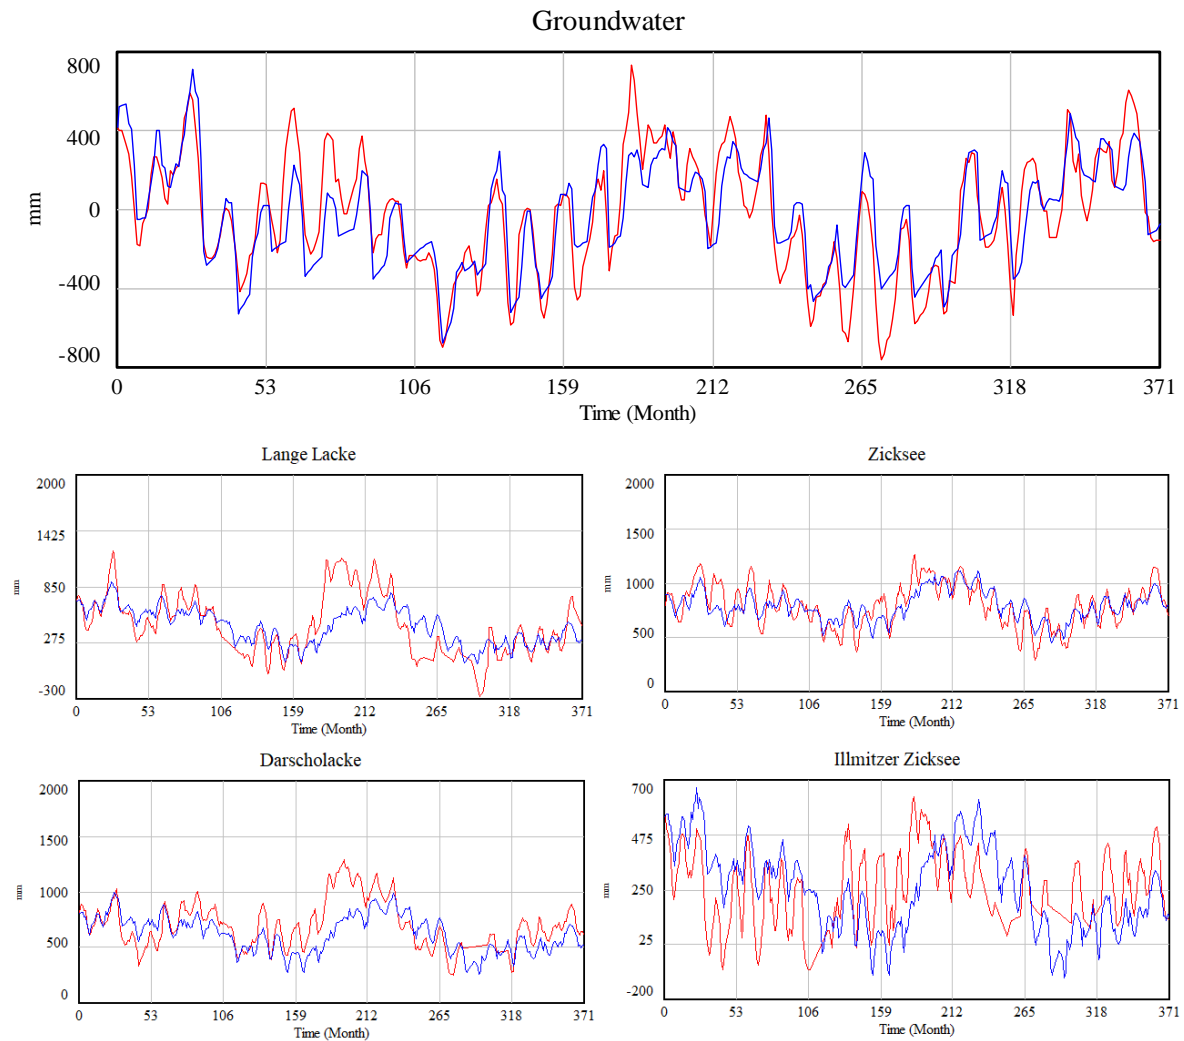 Groundwater
800
400
0
-400
-800
mm
0 53 106 159 212 265 318 371
Time (Month)
Lange Lacke
2000
1425
850
275
-300
mm
0 53 106 159 212 265 318 371
Time (Month)
Zicksee
2000
1500
1000
500
0
mm
0 53 106 159 212 265 318 371
Time (Month)
Darscholacke
2000
1500
1000
500
0
mm
0 53 106 159 212 265 318 371
Time (Month)
Illmitzer Zicksee
700
475
250
25
-200
mm
0 53 106 159 212 265 318 371
Time (Month)